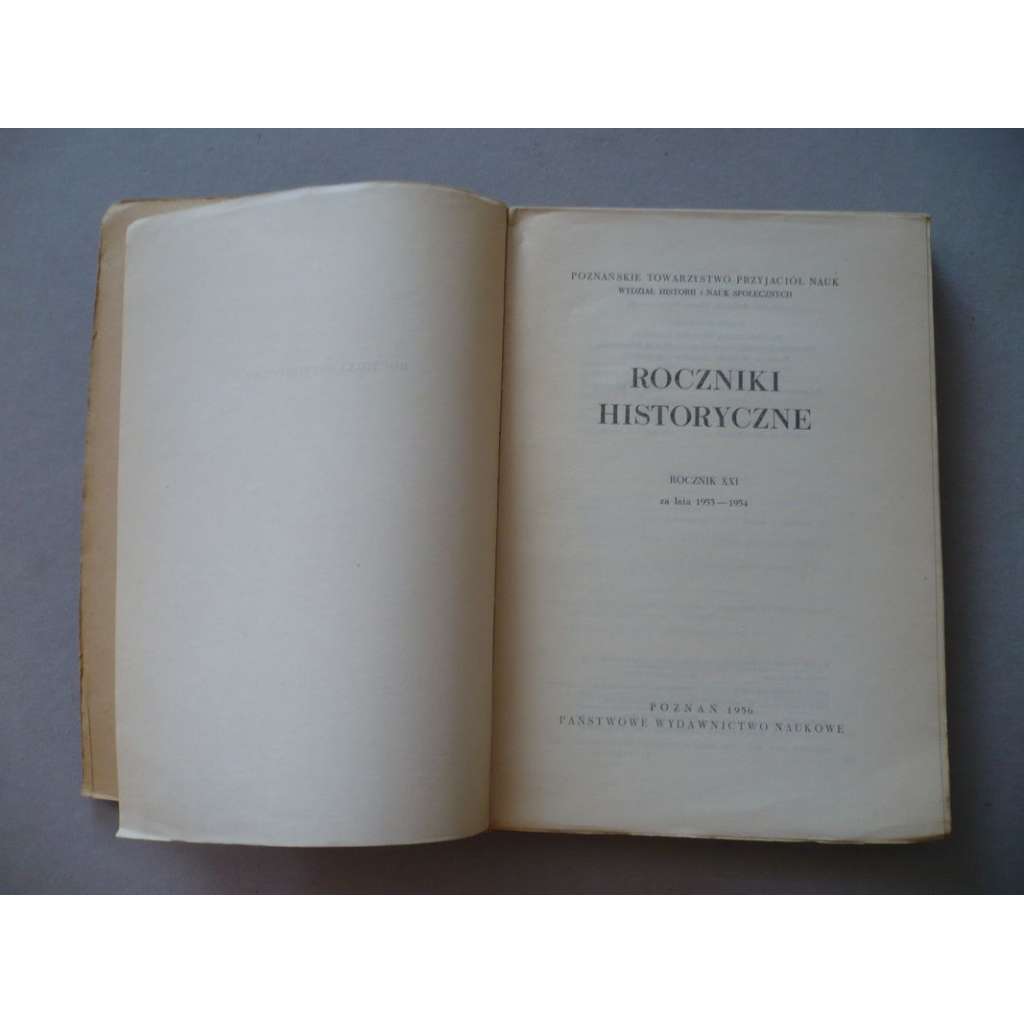 POZNAŃSKIE TOWARZYSTWO PRZYJACIÓŁ NAUK
WYDZIAŁ HISTORII I NAUK SPOŁECZNYCH
ROCZNIKI
HISTORYCZNE
ROCZNIK XXI
za lata 1953—1954
POZNAŃ 1956
PAŃSTWOWE WYDAWNICTWO NAUKOWE